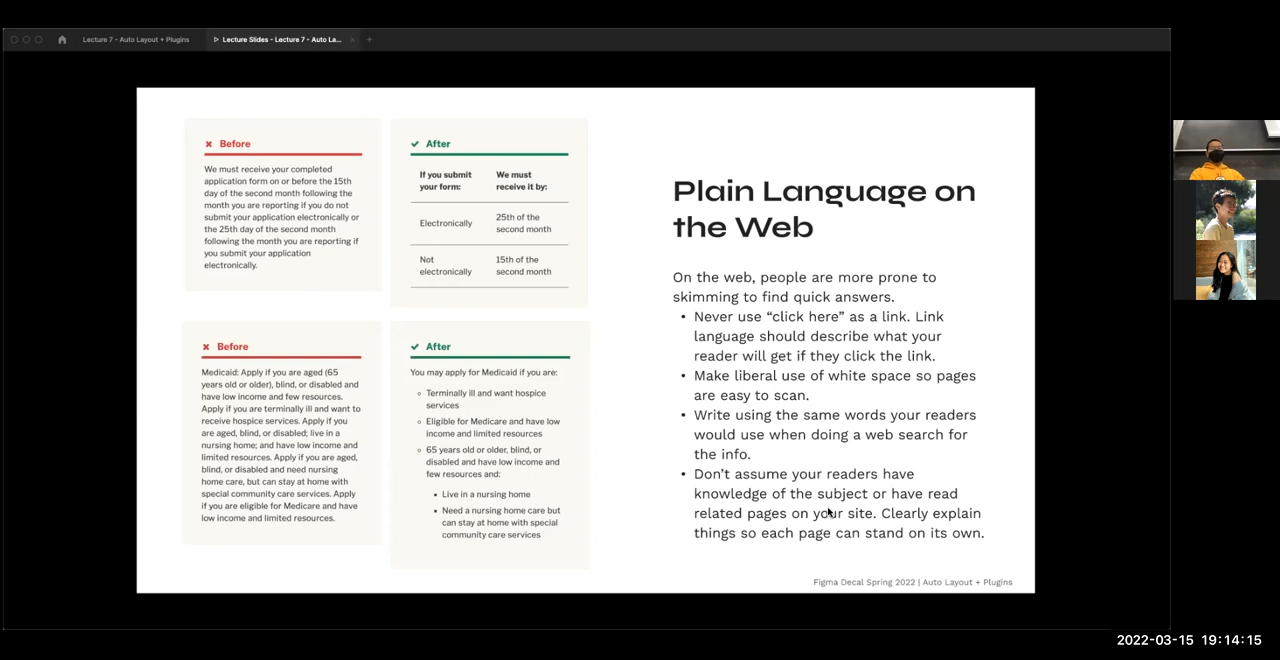 Lecture 7 - Auto Layout + Plugins
Lecture Slides - Lecture 7 - Auto La...
Before
We must receive your completed
application form on or before the 15th
day of the second month following the
month you are reporting if you do not
submit your application electronically or
the 25th day of the second month
following the month you are reporting if
you submit your application
electronically.
After
If you submit
your form:
We must
receive it by:
Electronically
25th of the
second month
Not
electronically
15th of the
second month
Before
Medicaid: Apply if you are aged (65
years old or older), blind, or disabled and
have low income and few resources.
Apply if you are terminally ill and want to
receive hospice services. Apply if you
are aged, blind, or disabled; live in a
nursing home; and have low income and
limited resources. Apply if you are aged,
blind, or disabled and need nursing
home care, but can stay at home with
special community care services. Apply
if you are eligible for Medicare and have
low income and limited resources.
After
You may apply for Medicaid if you are:
Terminally ill and want hospice
services
Eligible for Medicare and have low
income and limited resources
65 years old or older, blind, or
disabled and have low income and
few resources and:
Live in a nursing home
Need a nursing home care but
can stay at home with special
community care services
Plain Language on
the Web
On the web, people are more prone to
skimming to find quick answers.
• Never use “click here” as a link. Link
language should describe what your
reader will get if they click the link.
• Make liberal use of white space so pages
are easy to scan.
• Write using the same words your readers
would use when doing a web search for
the info.
• Don’t assume your readers have
knowledge of the subject or have read
related pages on your site. Clearly explain
things so each page can stand on its own.
Figma Decal Spring 2022 | Auto Layout + Plugins
2022-03-15 19:14:15